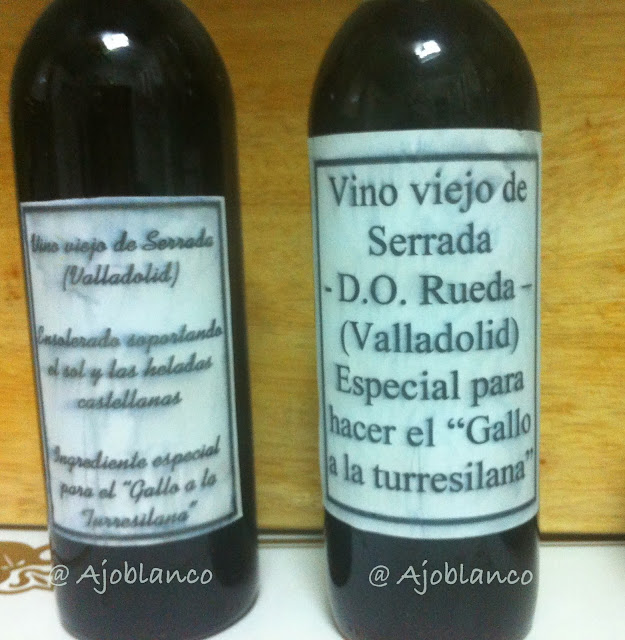 Vino viejo de Serrada
(Valladolid)
Ensolerado soportando
el sol y las heladas
castellanas
Ingrediente especial
para el "Gallo a la
Turresilana"
Vino viejo de
Serrada
- D.O. Rueda -
(Valladolid)
Especial para
hacer el “Gallo
a la turresilana”
@ Ajoblanco
@ Ajoblanco